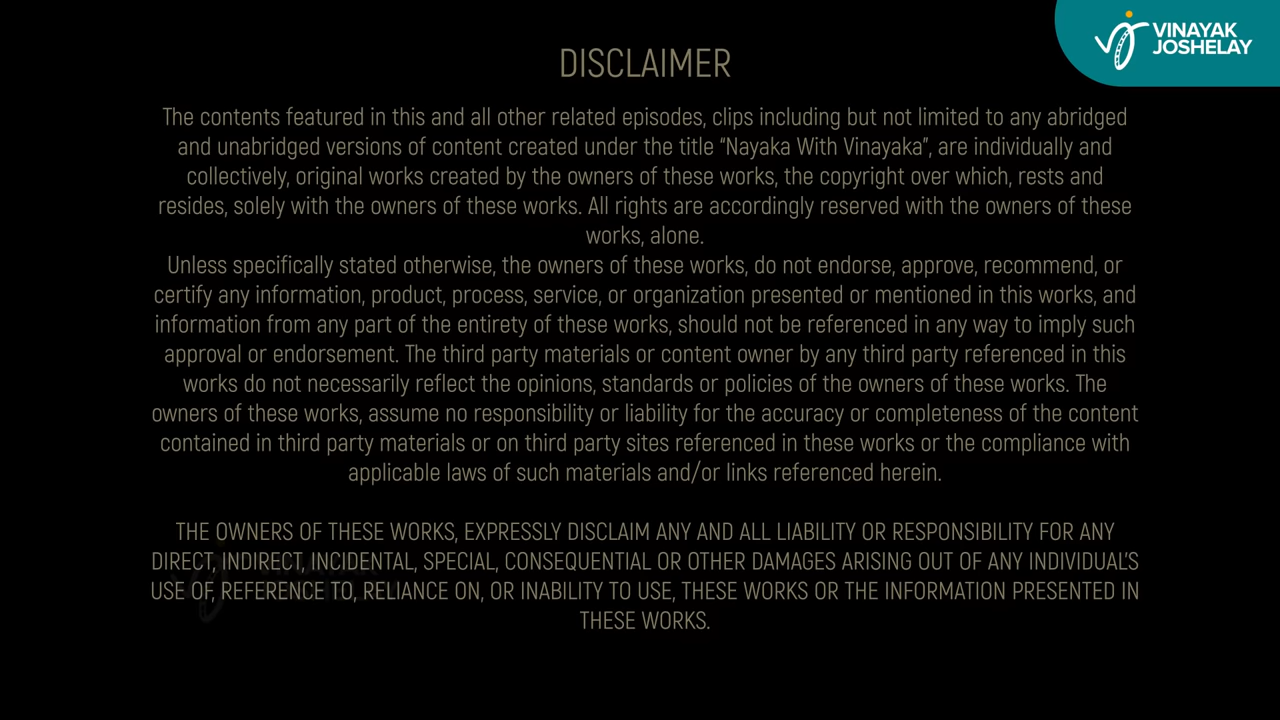 VINAYAK
JOSHELAY
DISCLAIMER
The contents featured in this and all other related episodes, clips including but not limited to any abridged
and unabridged versions of content created under the title “Nayaka With Vinayaka”, are individually and
collectively, original works created by the owners of these works, the copyright over which, rests and
resides, solely with the owners of these works. All rights are accordingly reserved with the owners of these
works, alone.
Unless specifically stated otherwise, the owners of these works, do not endorse, approve, recommend, or
certify any information, product, process, service, or organization presented or mentioned in this works, and
information from any part of the entirety of these works, should not be referenced in any way to imply such
approval or endorsement. The third party materials or content owner by any third party referenced in this
works do not necessarily reflect the opinions, standards or policies of the owners of these works. The
owners of these works, assume no responsibility or liability for the accuracy or completeness of the content
contained in third party materials or on third party sites referenced in these works or the compliance with
applicable laws of such materials and/or links referenced herein.
THE OWNERS OF THESE WORKS, EXPRESSLY DISCLAIM ANY AND ALL LIABILITY OR RESPONSIBILITY FOR ANY
DIRECT, INDIRECT, INCIDENTAL, SPECIAL, CONSEQUENTIAL OR OTHER DAMAGES ARISING OUT OF ANY INDIVIDUAL’S
USE OF, REFERENCE TO, RELIANCE ON, OR INABILITY TO USE, THESE WORKS OR THE INFORMATION PRESENTED IN
THESE WORKS.